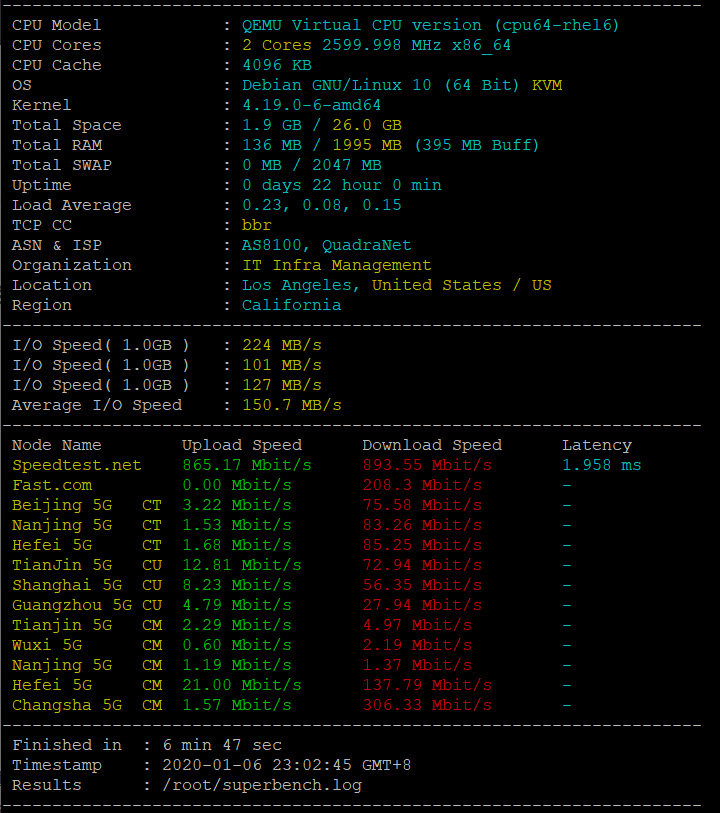 CPU Model : QEMU Virtual CPU version (cpu64-rhel6)
CPU Cores : 2 Cores 2599.998 MHz x86_64
CPU Cache : 4096 KB
OS : Debian GNU/Linux 10 (64 Bit) KVM
Kernel : 4.19.0-6-amd64
Total Space : 1.9 GB / 26.0 GB
Total RAM : 136 MB / 1995 MB (395 MB Buff)
Total SWAP : 0 MB / 2047 MB
Uptime : 0 days 22 hour 0 min
Load Average : 0.23, 0.08, 0.15
TCP CC : bbr
ASN & ISP : AS8100, QuadraNet
Organization : IT Infra Management
Location : Los Angeles, United States / US
Region : California
I/O Speed( 1.0GB ) : 224 MB/s
I/O Speed( 1.0GB ) : 101 MB/s
I/O Speed( 1.0GB ) : 127 MB/s
Average I/O Speed : 150.7 MB/s
Node Name Upload Speed Download Speed Latency
Speedtest.net 865.17 Mbit/s 893.55 Mbit/s 1.958 ms
Fast.com 0.00 Mbit/s 208.3 Mbit/s -
Beijing 5G CT 3.22 Mbit/s 75.58 Mbit/s -
Nanjing 5G CT 1.53 Mbit/s 83.26 Mbit/s -
Hefei 5G CT 1.68 Mbit/s 85.25 Mbit/s -
TianJin 5G CU 12.81 Mbit/s 72.94 Mbit/s -
Shanghai 5G CU 8.23 Mbit/s 56.35 Mbit/s -
Guangzhou 5G CU 4.79 Mbit/s 27.94 Mbit/s -
Tianjin 5G CM 2.29 Mbit/s 4.97 Mbit/s -
Wuxi 5G CM 0.60 Mbit/s 2.19 Mbit/s -
Nanjing 5G CM 1.19 Mbit/s 1.37 Mbit/s -
Hefei 5G CM 21.00 Mbit/s 137.79 Mbit/s -
Changsha 5G CM 1.57 Mbit/s 306.33 Mbit/s -
Finished in : 6 min 47 sec
Timestamp : 2020-01-06 23:02:45 GMT+8
Results : /root/superbench.log